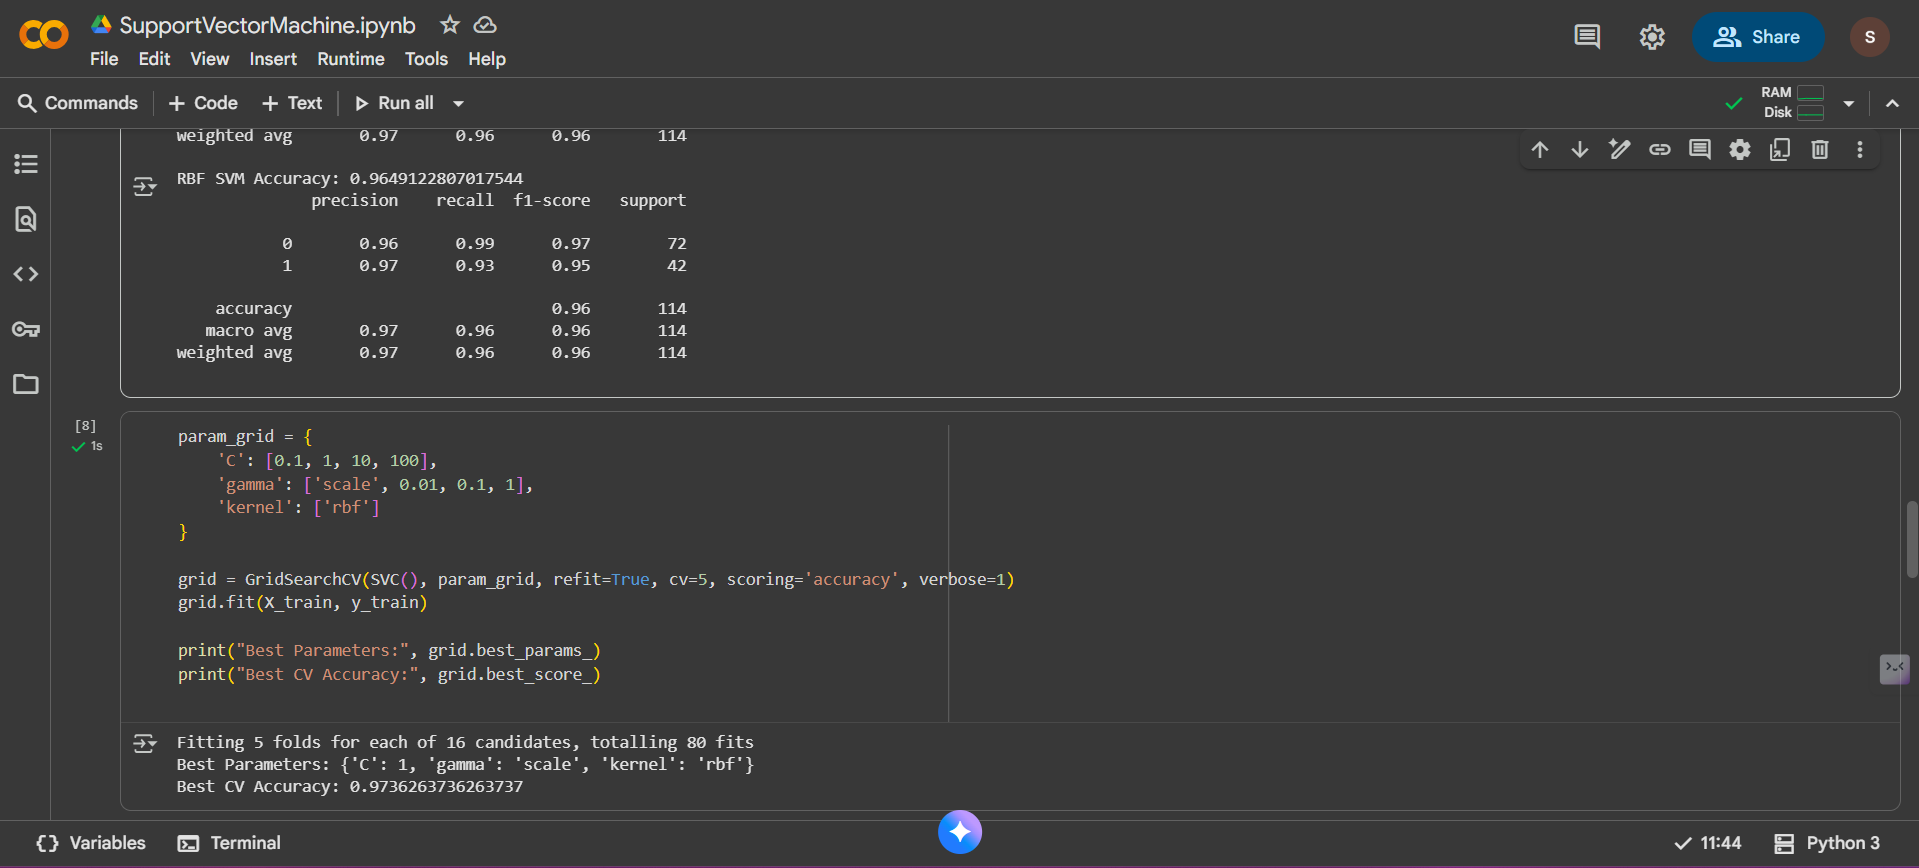 SupportVectorMachine.ipynb
File Edit View Insert Runtime Tools Help
Share
S
Commands + Code + Text Run all
RAM
Disk
weighted avg 0.97 0.96 0.96 114
RBF SVM Accuracy: 0.9649122807017544
precision recall f1-score support
0 0.96 0.99 0.97 72
1 0.97 0.93 0.95 42
accuracy 0.96 114
macro avg 0.97 0.96 0.96 114
weighted avg 0.97 0.96 0.96 114
[8]
1s
param_grid = {
'C': [0.1, 1, 10, 100],
'gamma': ['scale', 0.01, 0.1, 1],
'kernel': ['rbf']
}
grid = GridSearchCV(SVC(), param_grid, refit=True, cv=5, scoring='accuracy', verbose=1)
grid.fit(X_train, y_train)
print("Best Parameters:", grid.best_params_)
print("Best CV Accuracy:", grid.best_score_)
Fitting 5 folds for each of 16 candidates, totalling 80 fits
Best Parameters: {'C': 1, 'gamma': 'scale', 'kernel': 'rbf'}
Best CV Accuracy: 0.9736263736263737
Variables Terminal
11:44 Python 3